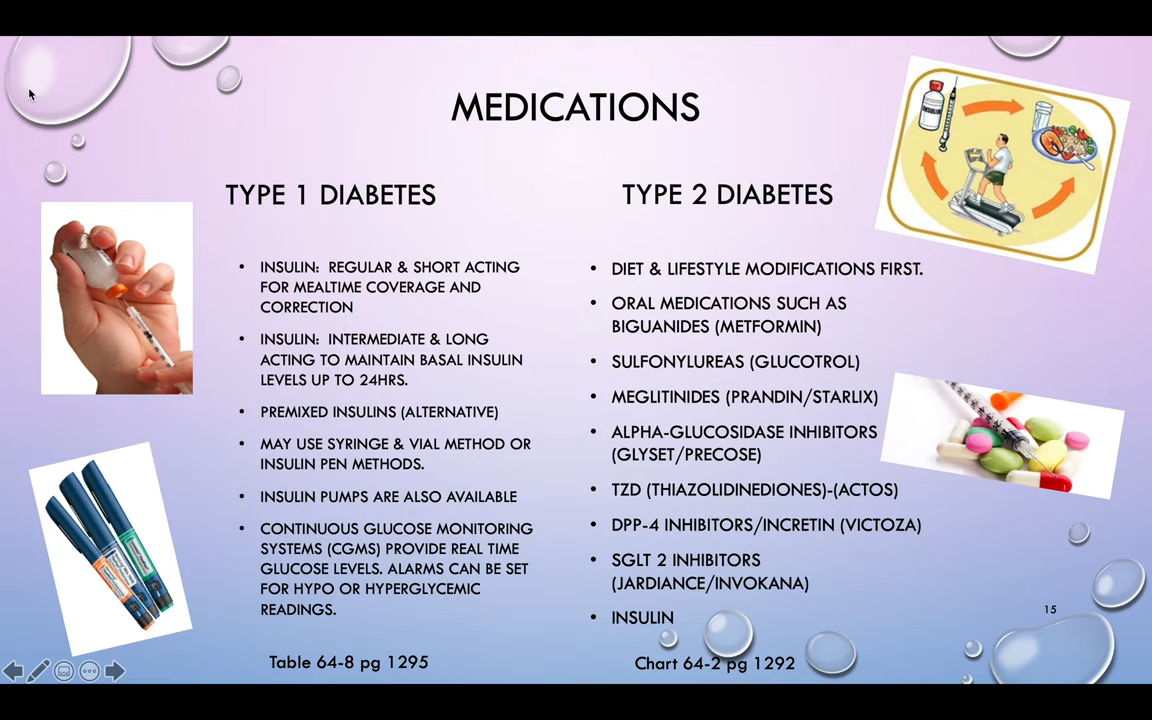 MEDICATIONS
TYPE 1 DIABETES
INSULIN: REGULAR & SHORT ACTING
FOR MEALTIME COVERAGE AND
CORRECTION
INSULIN: INTERMEDIATE & LONG
ACTING TO MAINTAIN BASAL INSULIN
LEVELS UP TO 24HRS.
PREMIXED INSULINS (ALTERNATIVE)
MAY USE SYRINGE & VIAL METHOD OR
INSULIN PEN METHODS.
INSULIN PUMPS ARE ALSO AVAILABLE
CONTINUOUS GLUCOSE MONITORING
SYSTEMS (CGMS) PROVIDE REAL TIME
GLUCOSE LEVELS. ALARMS CAN BE SET
FOR HYPO OR HYPERGLYCEMIC
READINGS.
Table 64-8 pg 1295
TYPE 2 DIABETES
DIET & LIFESTYLE MODIFICATIONS FIRST.
ORAL MEDICATIONS SUCH AS
BIGUANIDES (METFORMIN)
SULFONYLUREAS (GLUCOTROL)
MEGLITINIDES (PRANDIN/STARLIX)
ALPHA-GLUCOSIDASE INHIBITORS
(GLYSET/PRECOSE)
TZD (THIAZOLIDINEDIONES)-(ACTOS)
DPP-4 INHIBITORS/INCRETIN (VICTOZA)
SGLT 2 INHIBITORS
(JARDIANCE/INVOKANA)
INSULIN
Chart 64-2 pg 1292
INSULIN
15